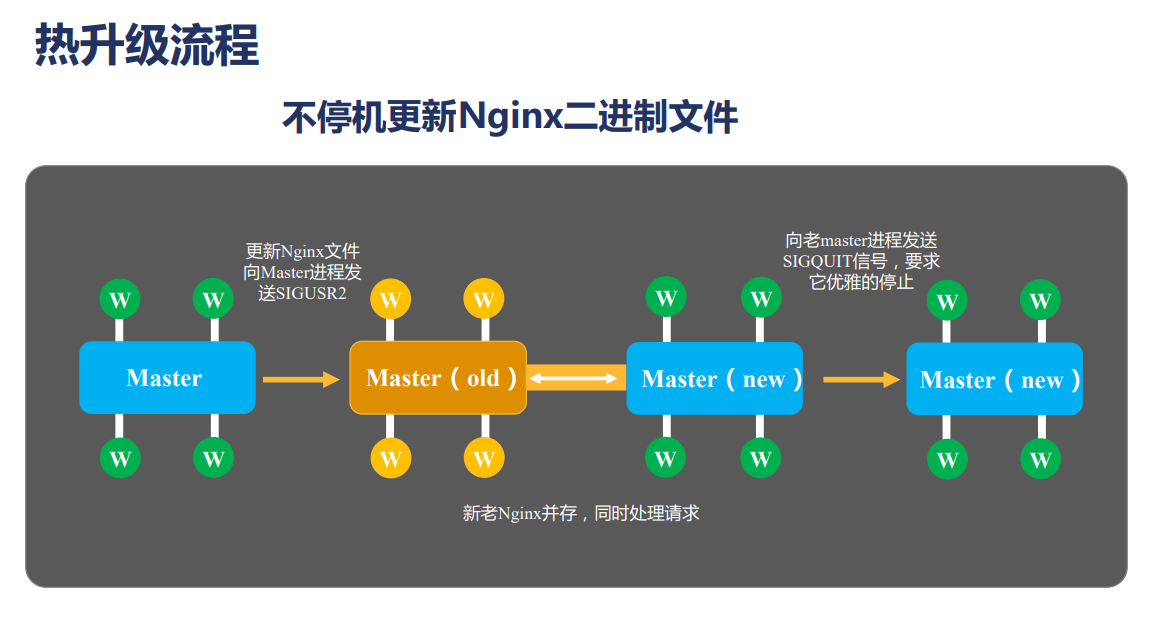 热升级流程
不停机更新Nginx二进制文件
更新Nginx文件
向Master进程发
送SIGUSR2
向老master进程发送
SIGQUIT信号，要求
它优雅的停止
W W W W W W W W
Master Master（old） Master（new） Master（new）
W W W W W W W W
新老Nginx并存，同时处理请求